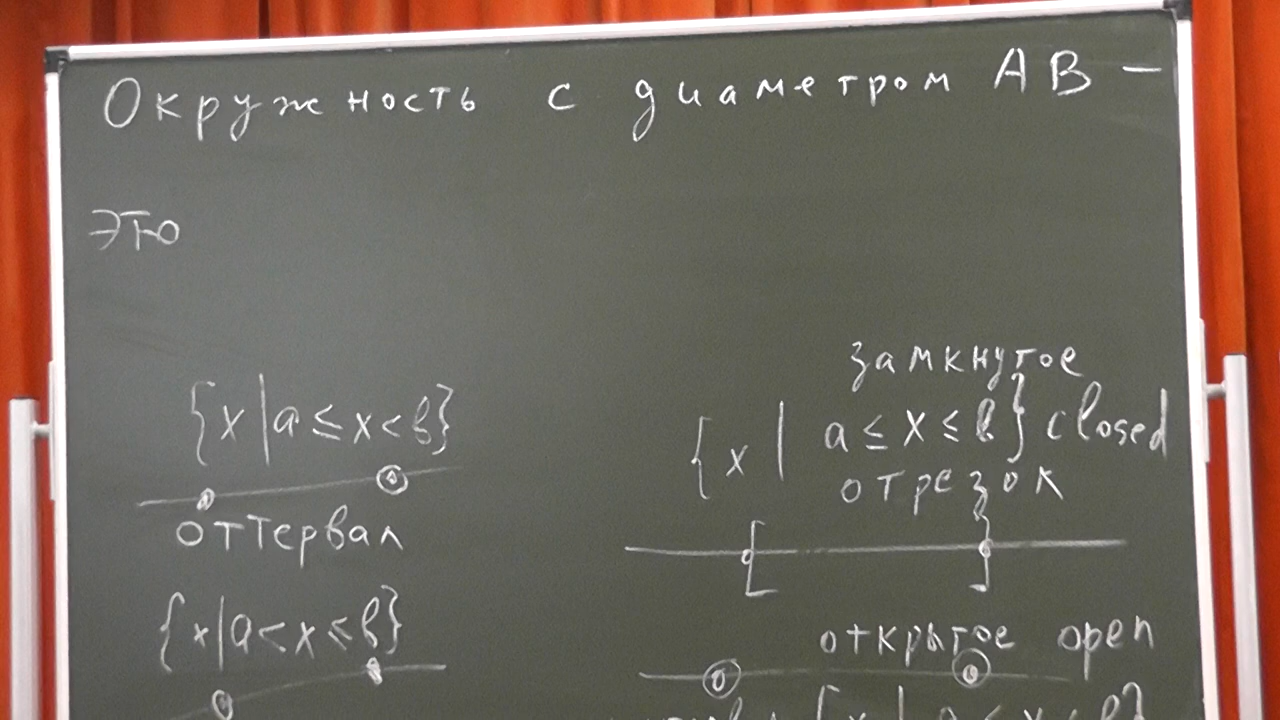 Окружность с диаметром AB –
это
{x | a ≤ x < b}
оттервал
{x | a < x ≤ b}
замкнутое
{x | a ≤ x ≤ b} closed
отрезок
[ ]
открытое open
{x | a < x < b}